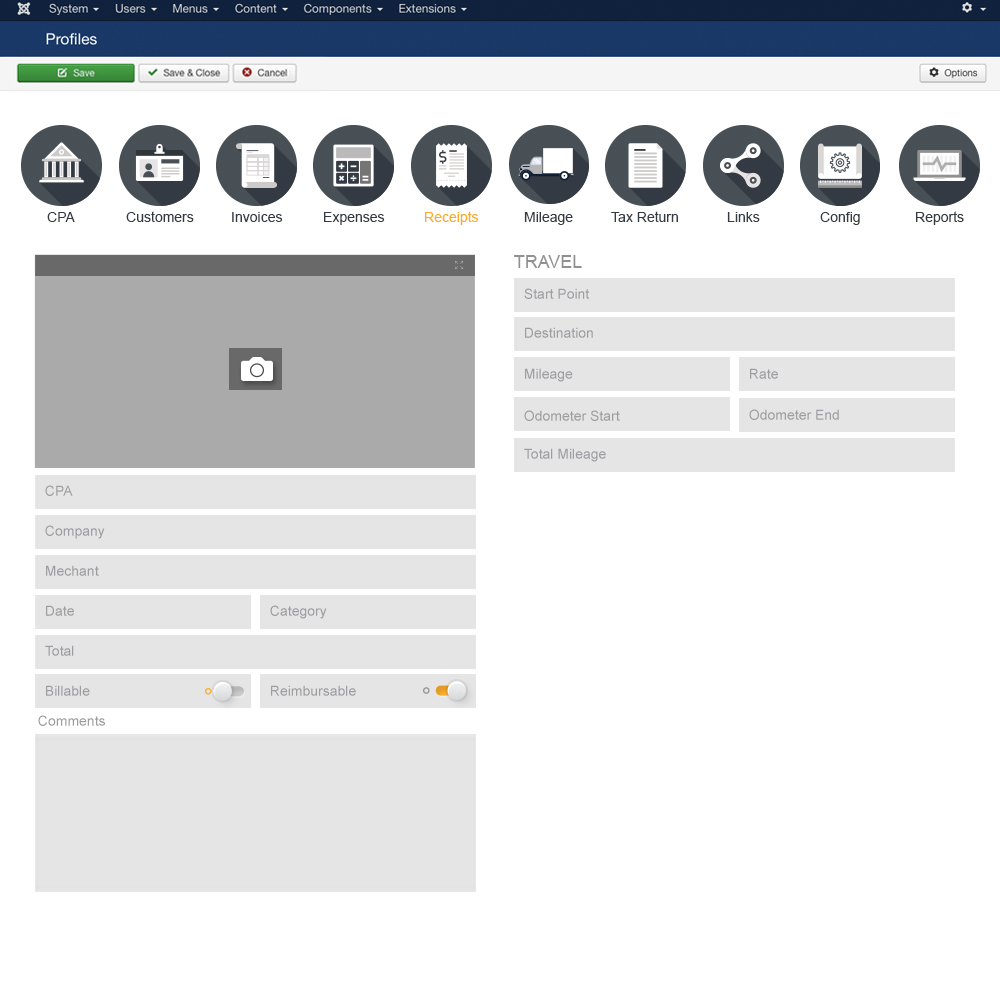 System Users Menus Content Components Extensions
Profiles
Save Save & Close Cancel Options
$
CPA Customers Invoices Expenses Receipts Mileage Tax Return Links Config Reports
TRAVEL
Start Point
Destination
Mileage Rate
Odometer Start Odometer End
Total Mileage
CPA
Company
Mechant
Date Category
Total
Billable Reimbursable
Comments